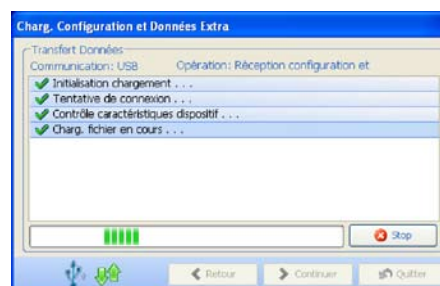 Charg. Configuration et Données Extra
Transfert Données
Communication: USB Opération: Réception configuration et
Initialisation chargement . . .
Tentative de connexion . . .
Contrôle caractéristiques dispositif . . .
Charg. fichier en cours . . .
Stop
Retour Continuer Quitter